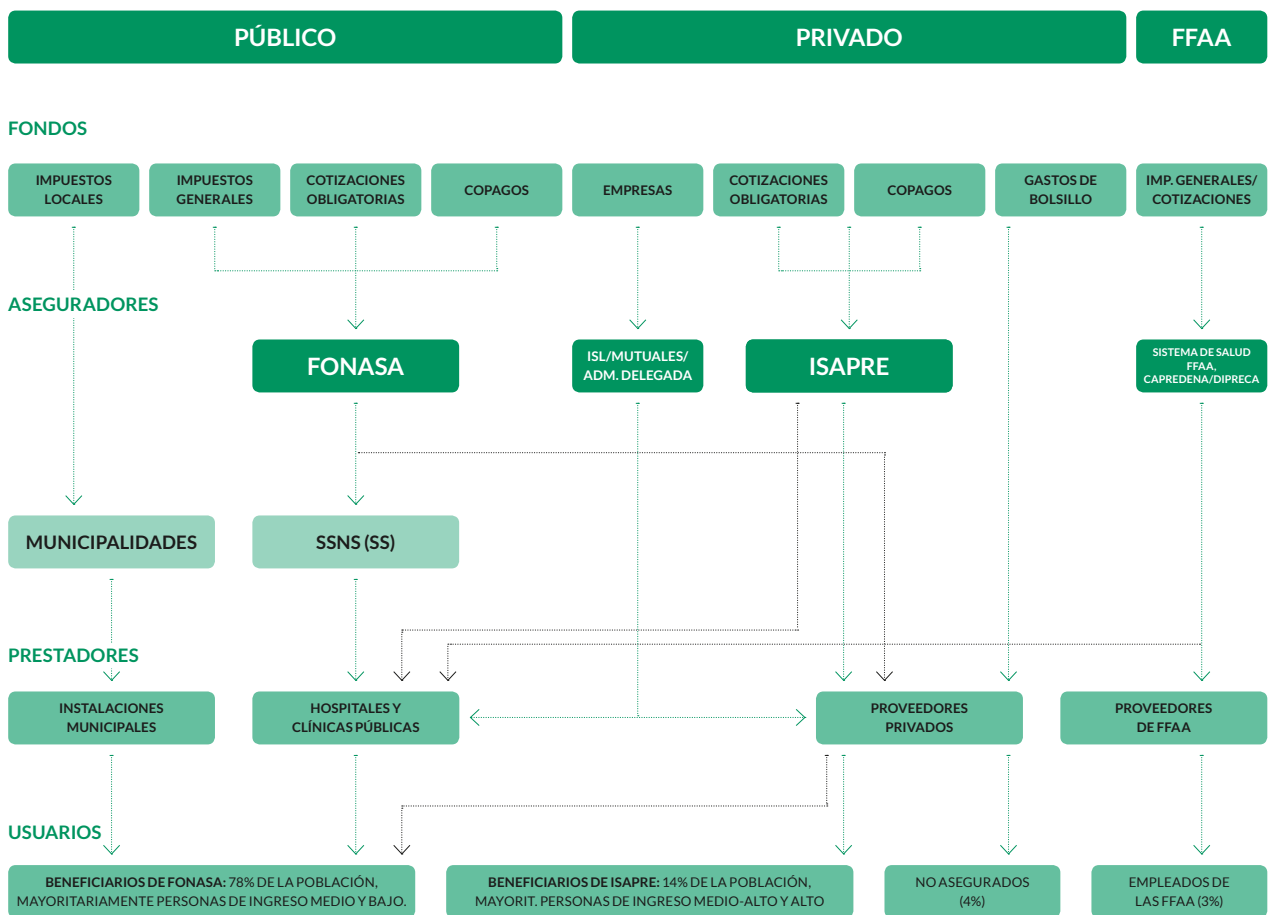 PÚBLICO
PRIVADO
FFAA
FONDOS
IMPUESTOS
LOCALES
IMPUESTOS
GENERALES
COTIZACIONES
OBLIGATORIAS
COPAGOS
EMPRESAS
COTIZACIONES
OBLIGATORIAS
COPAGOS
GASTOS DE
BOLSILLO
IMP. GENERALES/
COTIZACIONES
ASEGURADORES
FONASA
ISL/MUTUALES/
ADM. DELEGADA
ISAPRE
SISTEMA DE SALUD
FFAA,
CAPREDENA/DIPRECA
MUNICIPALIDADES
SSNS (SS)
PRESTADORES
INSTALACIONES
MUNICIPALES
HOSPITALES Y
CLÍNICAS PÚBLICAS
PROVEEDORES
PRIVADOS
PROVEEDORES
DE FFAA
USUARIOS
BENEFICIARIOS DE FONASA: 78% DE LA POBLACIÓN,
MAYORITARIAMENTE PERSONAS DE INGRESO MEDIO Y BAJO.
BENEFICIARIOS DE ISAPRE: 14% DE LA POBLACIÓN,
MAYORIT. PERSONAS DE INGRESO MEDIO-ALTO Y ALTO
NO ASEGURADOS
(4%)
EMPLEADOS DE
LAS FFAA (3%)